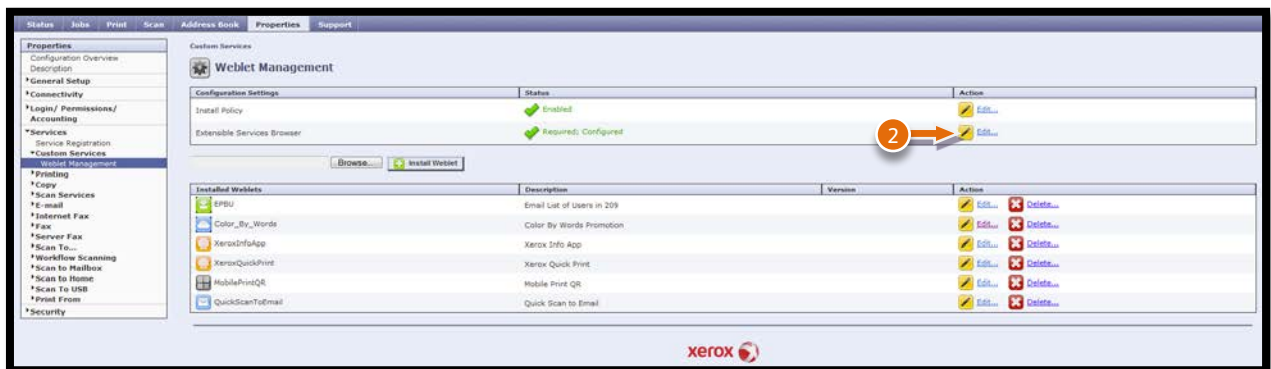 Status Jobs Print Scan Address Book Properties Support
Properties
Configuration Overview
Description
General Setup
Connectivity
Login/ Permissions/
Accounting
Services
Service Registration
Custom Services
Weblet Management
Printing
Copy
Scan Services
E-mail
Internet Fax
Fax
Server Fax
Scan To...
Workflow Scanning
Scan to Mailbox
Scan to Home
Scan To USB
Print From
Security
Custom Services
Weblet Management
Configuration Settings Status Action
Install Policy Enabled Edit...
Extensible Services Browser Required; Configured 2 Edit...
Browse... Install Weblet
Installed Weblets Description Version Action
EPBU Email List of Users in 209 Edit... Delete...
Color_By_Words Color By Words Promotion Edit... Delete...
XeroxInfoApp Xerox Info App Edit... Delete...
XeroxQuickPrint Xerox Quick Print Edit... Delete...
MobilePrintQR Mobile Print QR Edit... Delete...
QuickScanToEmail Quick Scan to Email Edit... Delete...
xerox